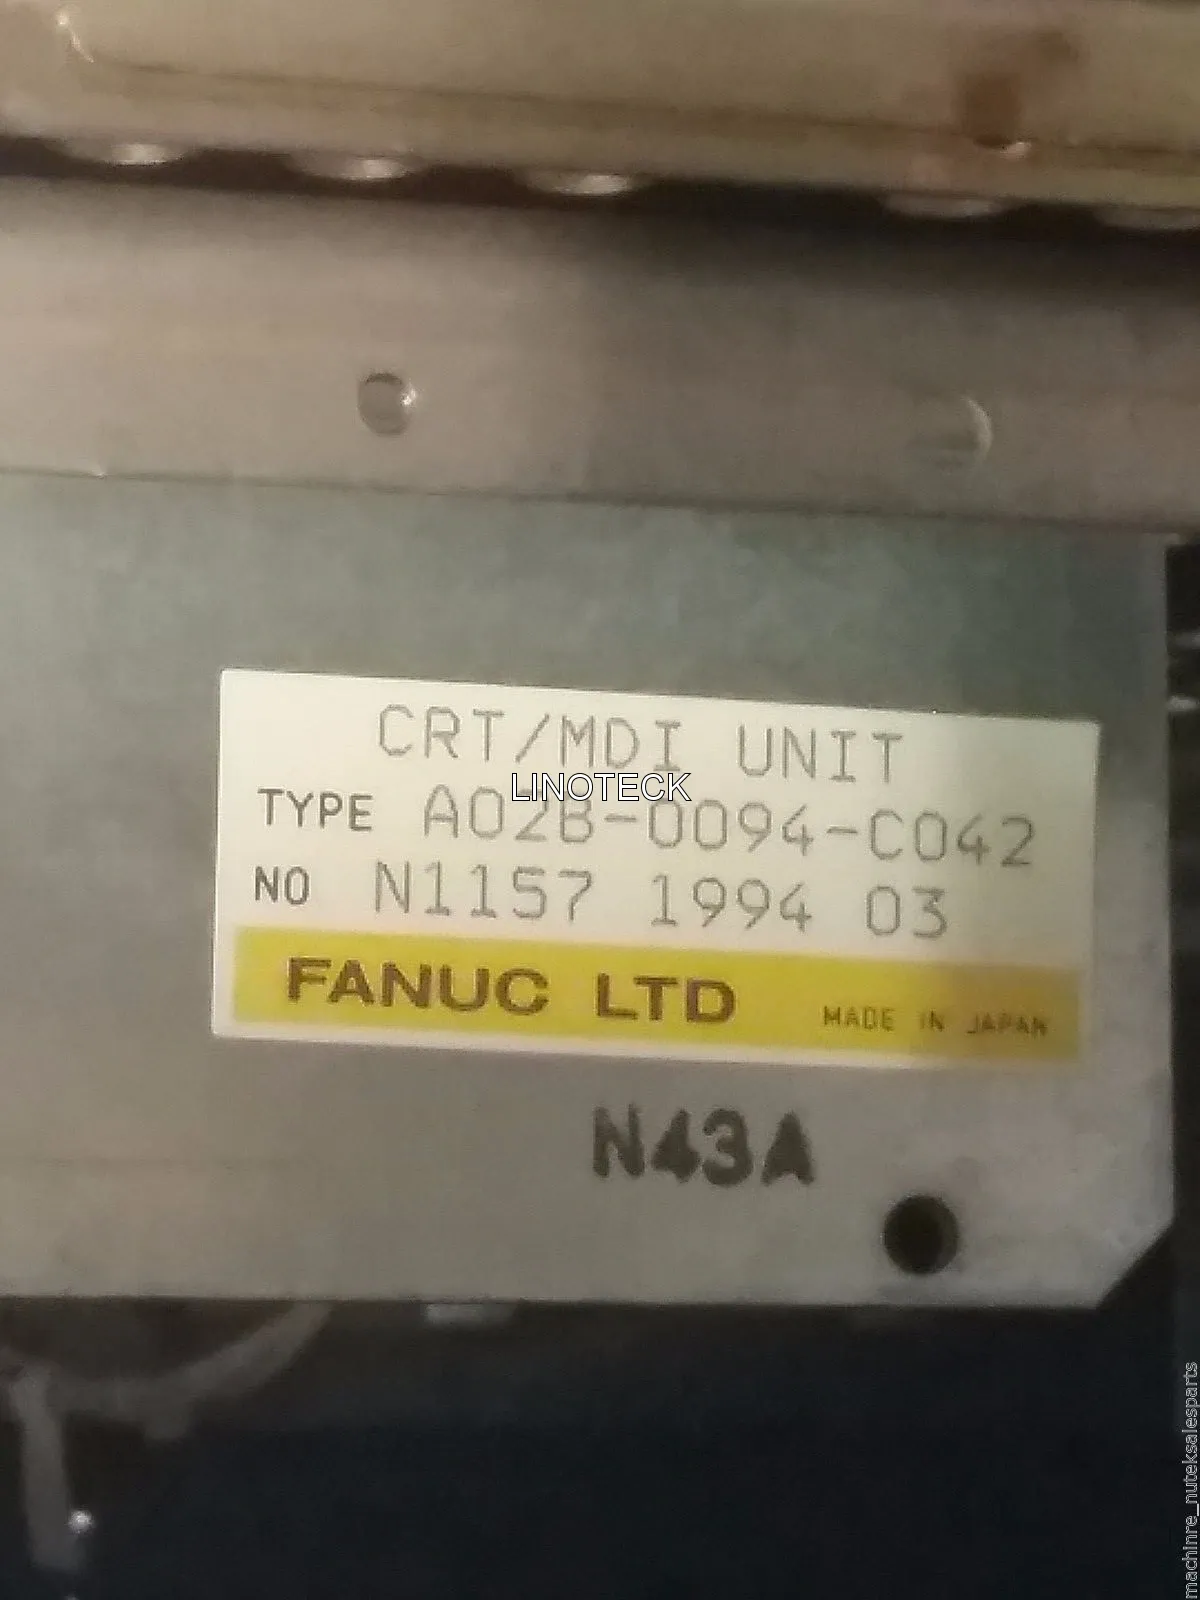 CRT/MDI UNIT
LINOTECK
TYPE A02B-0094-C042
NO N1157 1994 03
FANUC LTD MADE IN JAPAN
N43A
machinre_nuteksalesparts